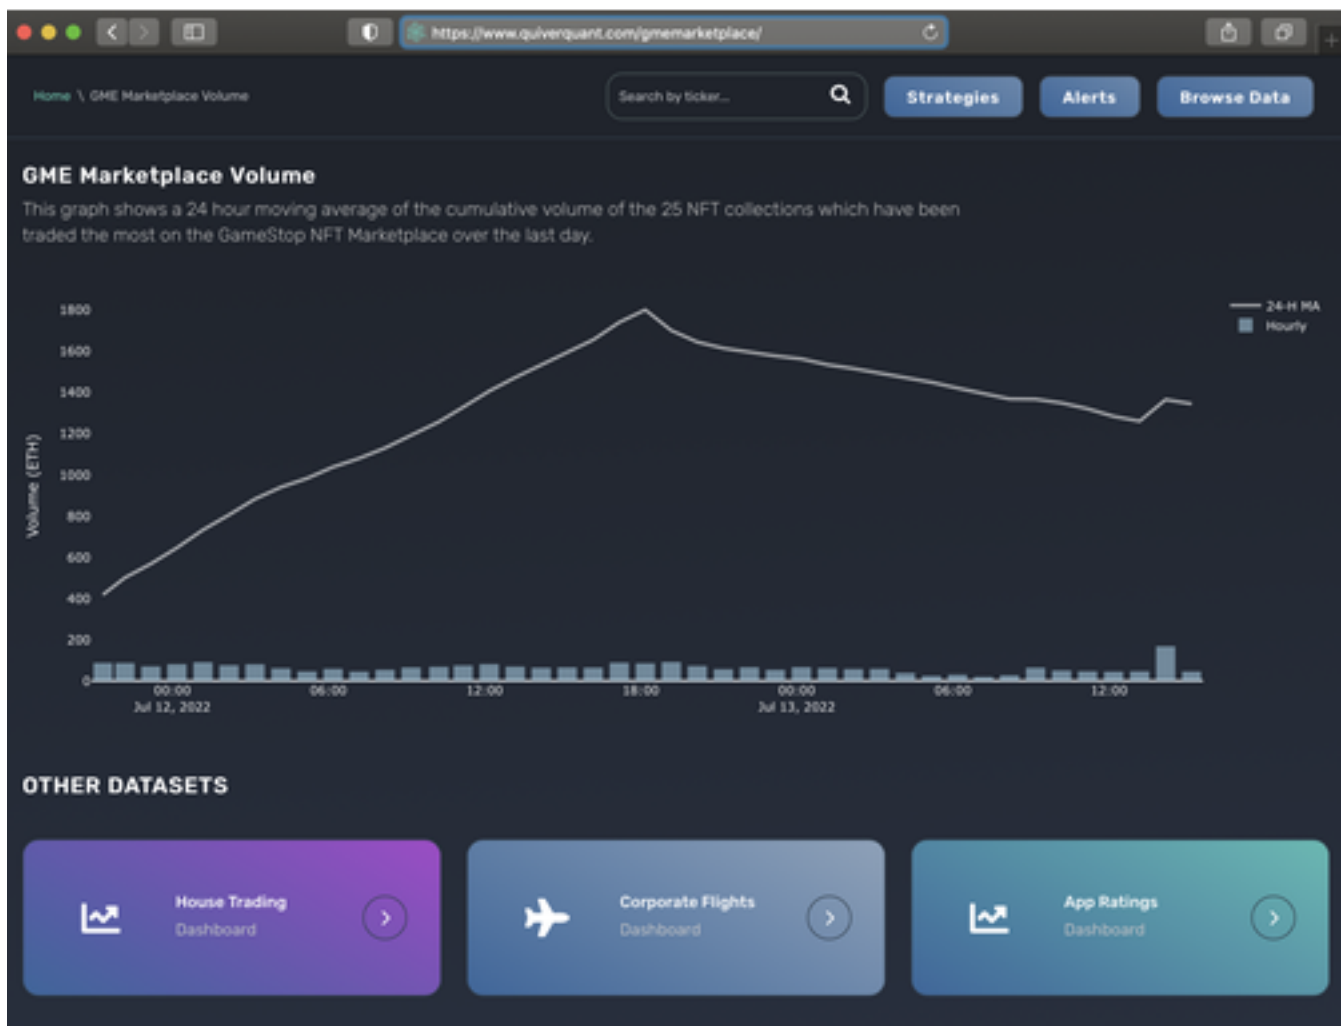 https://www.quiverquant.com/gmemarketplace/
Home \ GME Marketplace Volume
Search by ticker...
Strategies
Alerts
Browse Data
GME Marketplace Volume
This graph shows a 24 hour moving average of the cumulative volume of the 25 NFT collections which have been
traded the most on the GameStop NFT Marketplace over the last day.
1800
1600
1400
1200
1000
800
600
400
200
0
Volume (ETH)
24-H MA
Hourly
00:00
06:00
12:00
18:00
00:00
06:00
12:00
Jul 12, 2022
Jul 13, 2022
OTHER DATASETS
House Trading
Dashboard
Corporate Flights
Dashboard
App Ratings
Dashboard